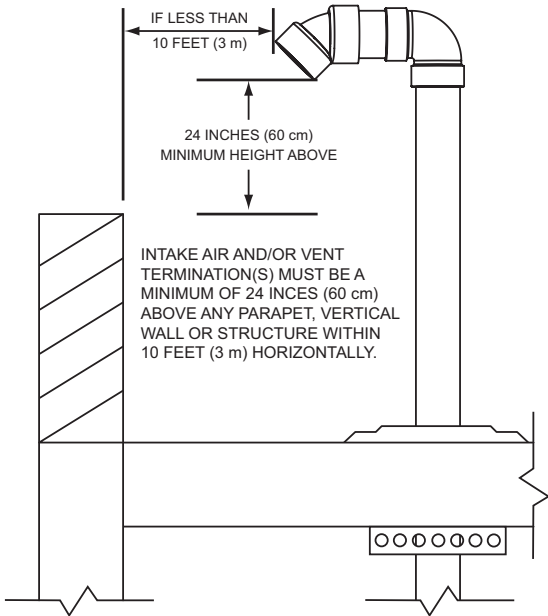 IF LESS THAN
10 FEET (3 m)
24 INCHES (60 cm)
MINIMUM HEIGHT ABOVE
INTAKE AIR AND/OR VENT
TERMINATION(S) MUST BE A
MINIMUM OF 24 INCES (60 cm)
ABOVE ANY PARAPET, VERTICAL
WALL OR STRUCTURE WITHIN
10 FEET (3 m) HORIZONTALLY.